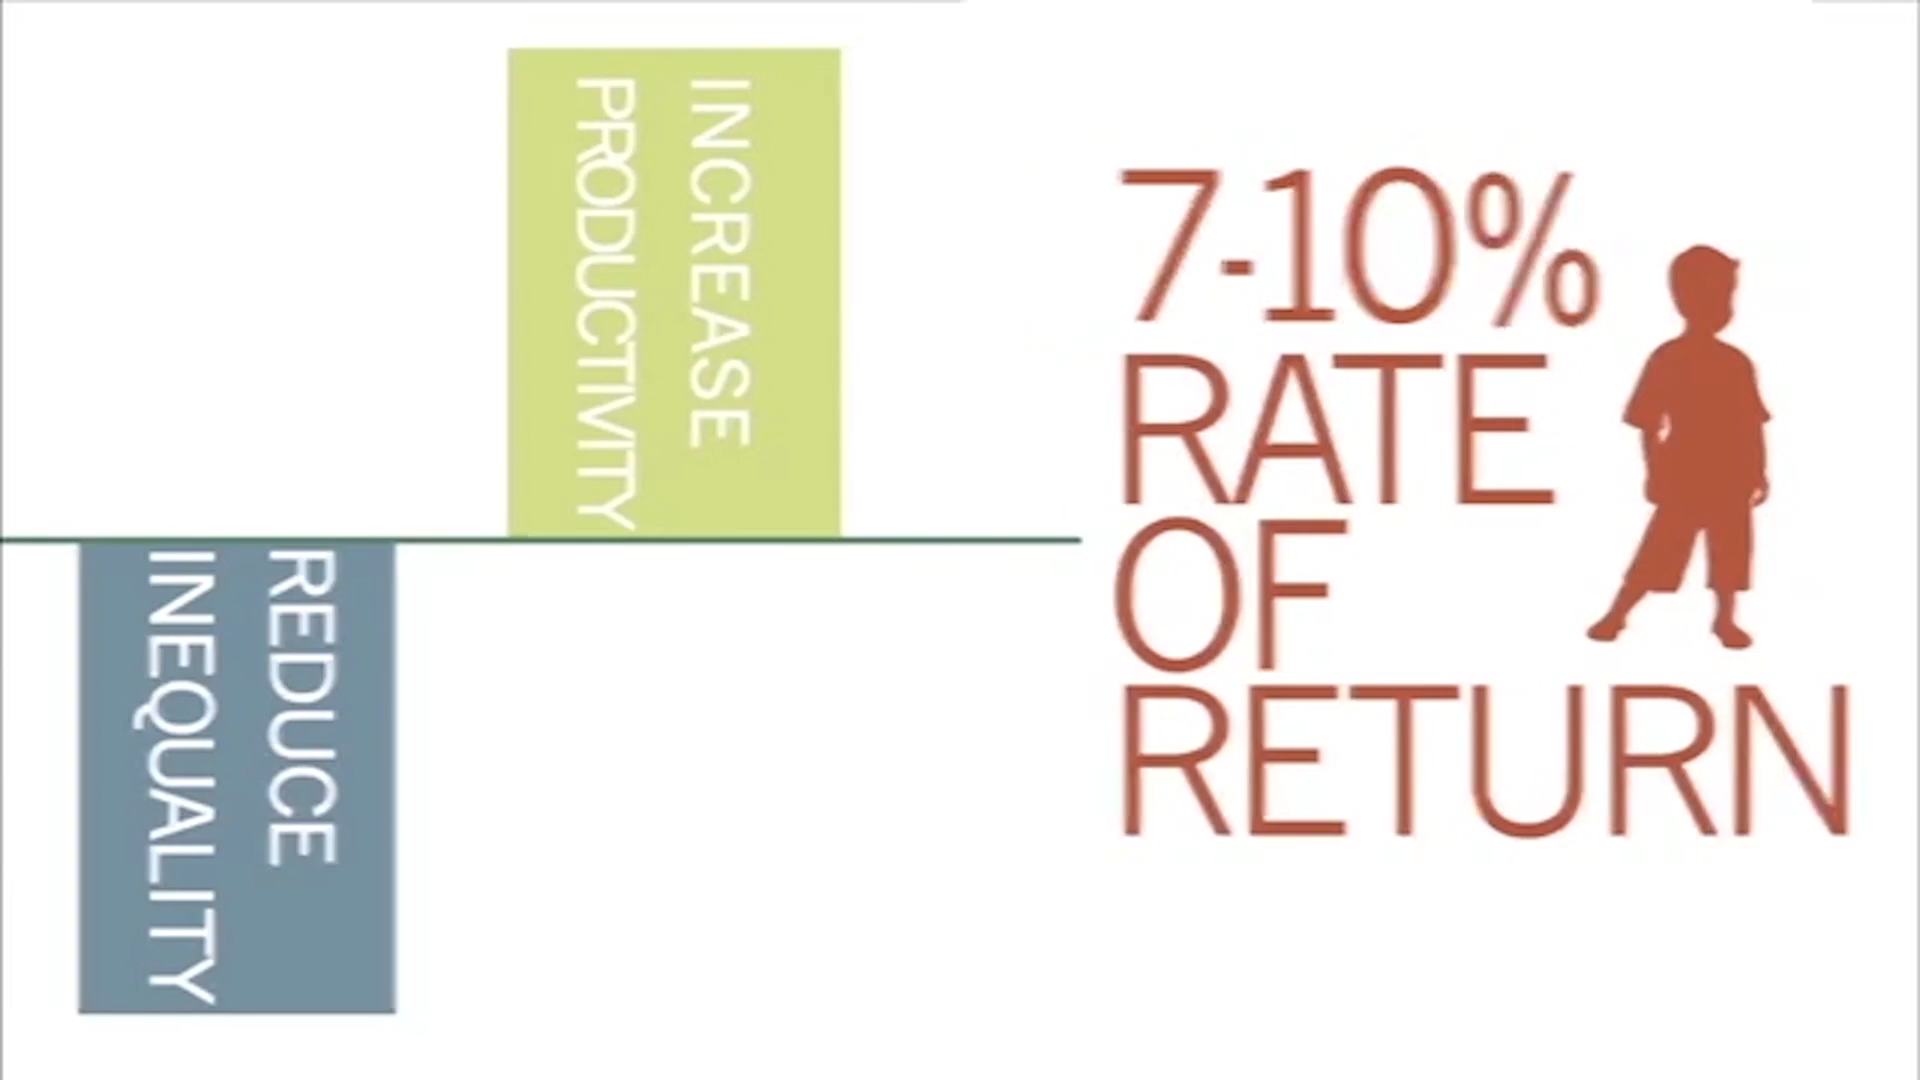 REDUCE
INEQUALITY
INCREASE
PRODUCTIVITY
7-10%
RATE
OF
RETURN